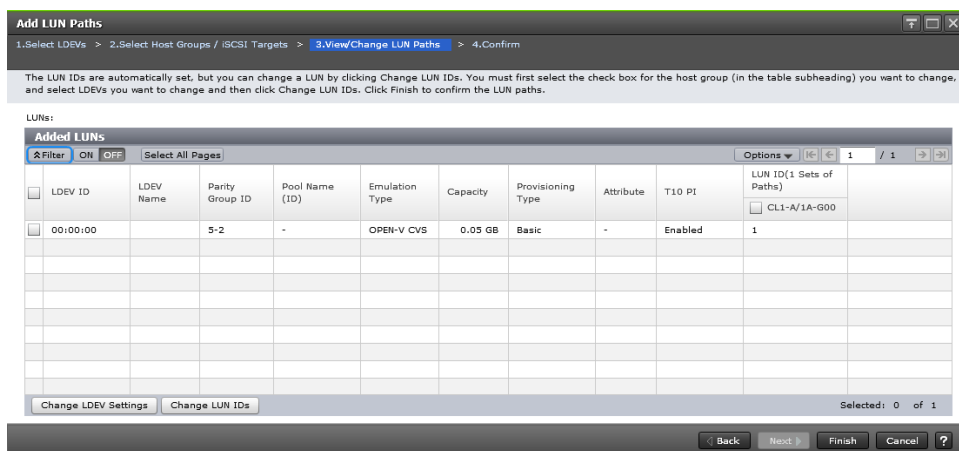 Add LUN Paths
1.Select LDEVs > 2.Select Host Groups / iSCSI Targets > 3.View/Change LUN Paths > 4.Confirm
The LUN IDs are automatically set, but you can change a LUN by clicking Change LUN IDs. You must first select the check box for the host group (in the table subheading) you want to change,
and select LDEVs you want to change and then click Change LUN IDs. Click Finish to confirm the LUN paths.
LUNs:
Added LUNs
Filter ON OFF Select All Pages Options 1 / 1
LDEV ID LDEV Name Parity Group ID Pool Name (ID) Emulation Type Capacity Provisioning Type Attribute T10 PI LUN ID(1 Sets of Paths)
CL1-A/1A-G00
00:00:00 5-2 - OPEN-V CVS 0.05 GB Basic - Enabled 1
Change LDEV Settings Change LUN IDs Selected: 0 of 1
Back Next Finish Cancel ?